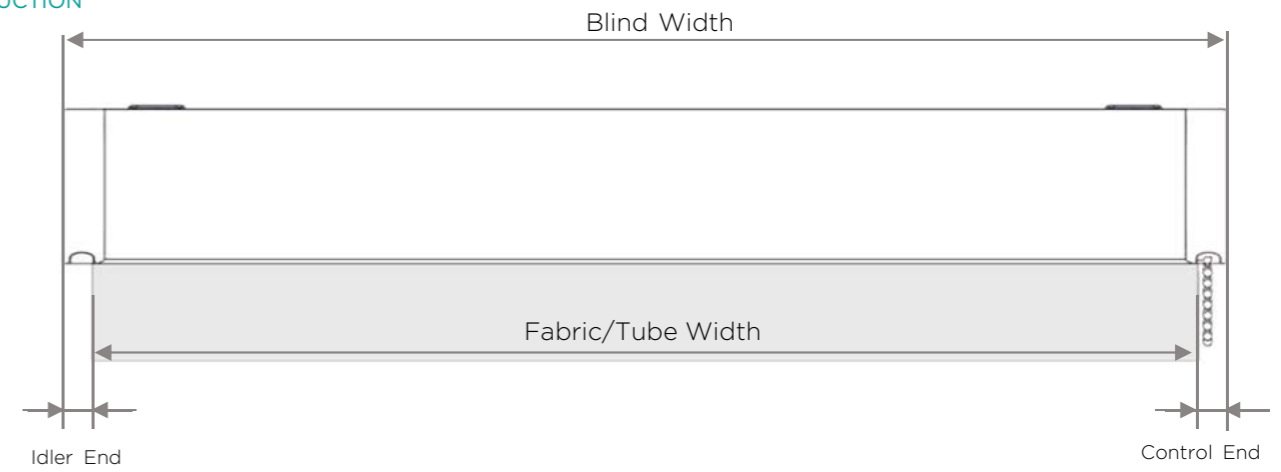 UCTION
Blind Width
Fabric/Tube Width
Idler End
Control End